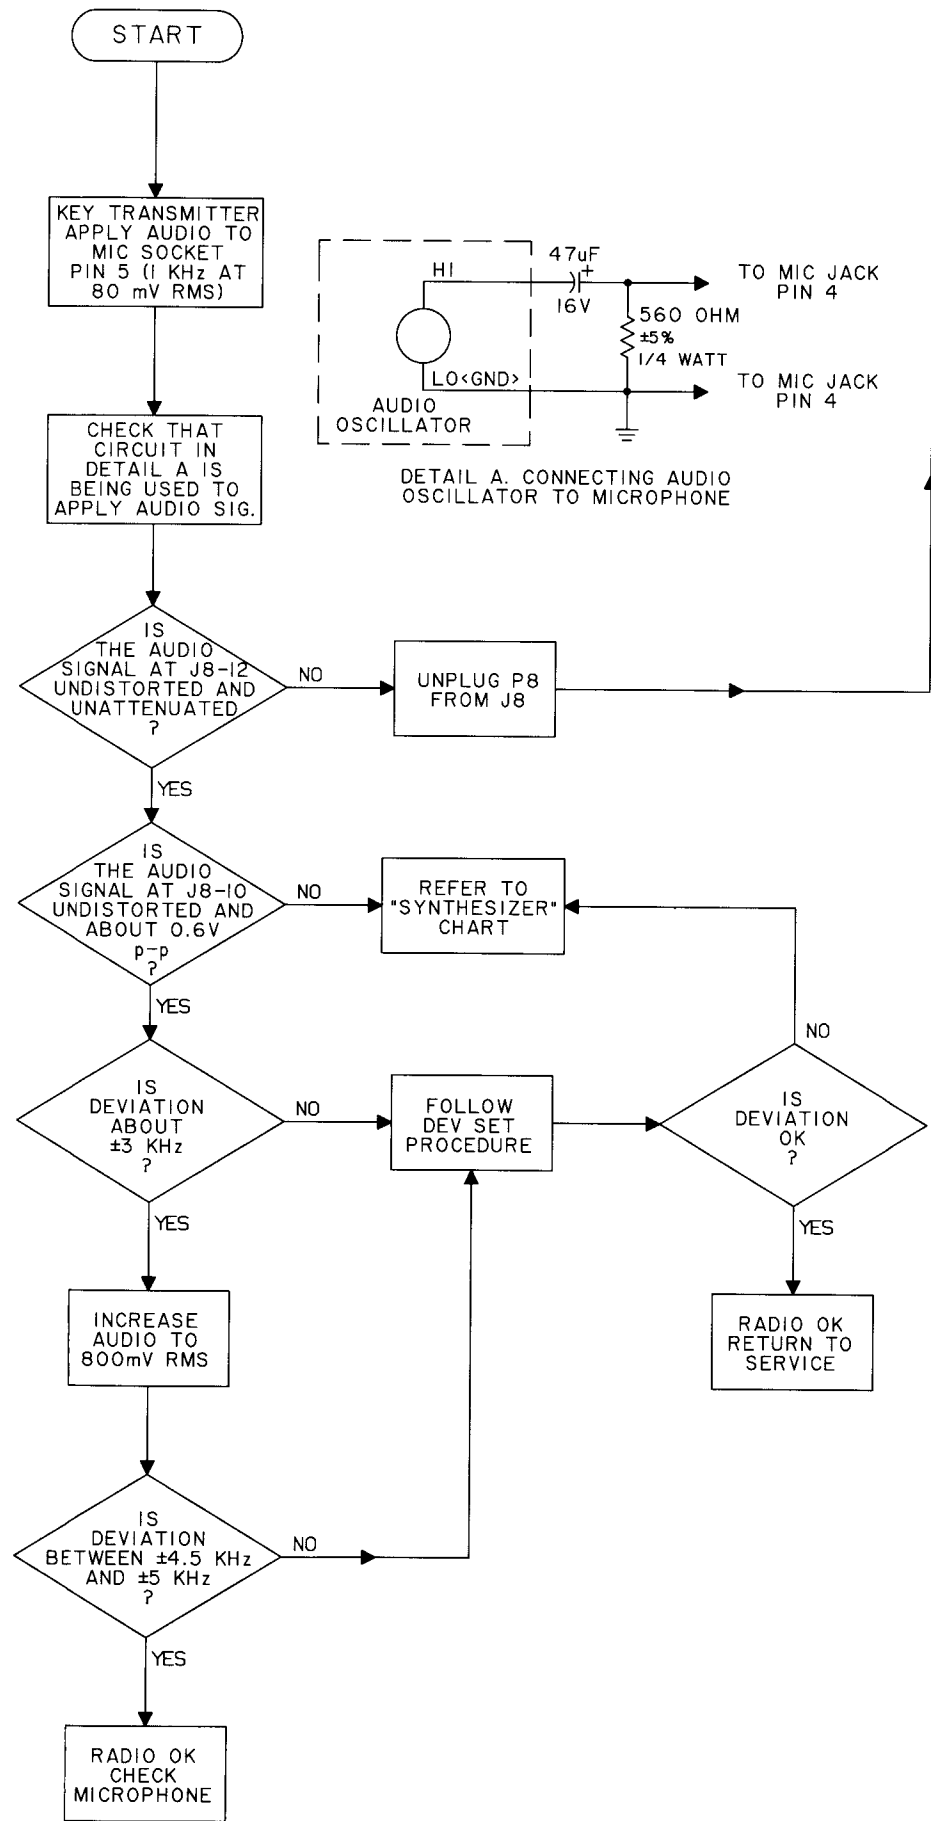 START
KEY TRANSMITTER
APPLY AUDIO TO
MIC SOCKET
PIN 5 (1 KHz AT
80 mV RMS)
HI
47uF
+
16V
TO MIC JACK
PIN 4
560 OHM
±5%
1/4 WATT
LO<GND>
TO MIC JACK
PIN 4
AUDIO
OSCILLATOR
DETAIL A. CONNECTING AUDIO
OSCILLATOR TO MICROPHONE
CHECK THAT
CIRCUIT IN
DETAIL A IS
BEING USED TO
APPLY AUDIO SIG.
IS
THE AUDIO
SIGNAL AT J8-12
UNDISTORTED AND
UNATTENUATED
?
NO
UNPLUG P8
FROM J8
YES
IS
THE AUDIO
SIGNAL AT J8-10
UNDISTORTED AND
ABOUT 0.6V
p-p
?
NO
REFER TO
"SYNTHESIZER"
CHART
YES
IS
DEVIATION
ABOUT
±3 KHz
?
NO
FOLLOW
DEV SET
PROCEDURE
NO
IS
DEVIATION
OK
?
YES
YES
INCREASE
AUDIO TO
800mV RMS
RADIO OK
RETURN TO
SERVICE
IS
DEVIATION
BETWEEN ±4.5 KHz
AND ±5 KHz
?
NO
YES
RADIO OK
CHECK
MICROPHONE